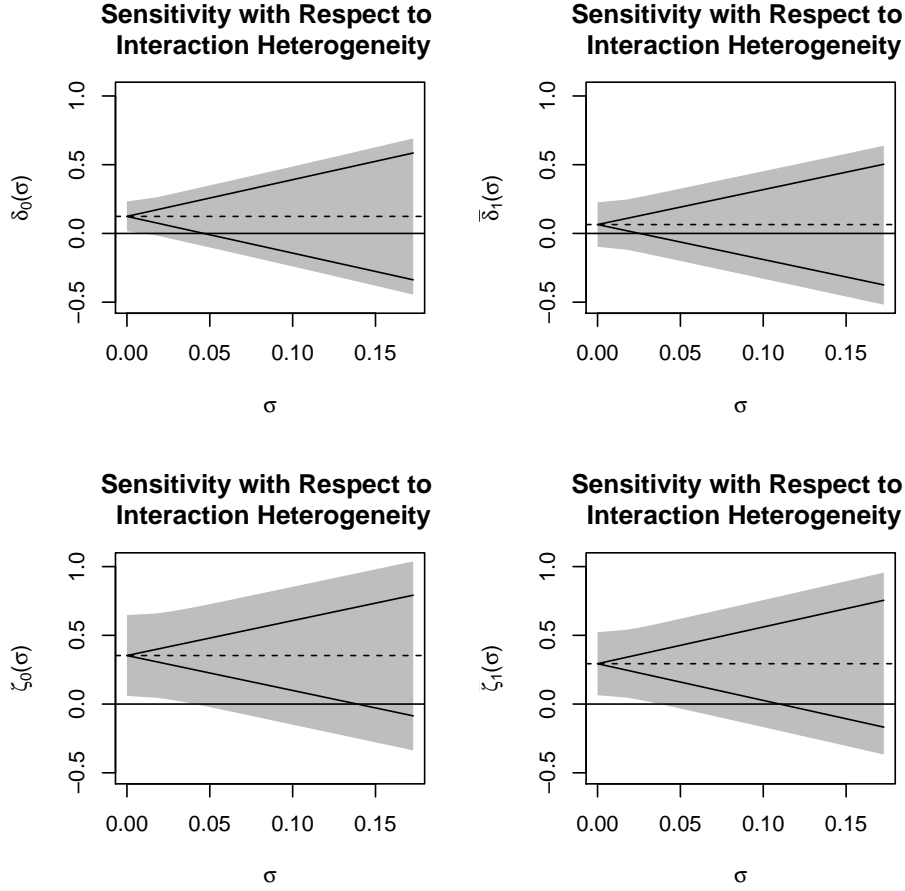 Sensitivity with Respect to
Interaction Heterogeneity
δ₀(σ)
1.0
0.5
0.0
−0.5
0.00 0.05 0.10 0.15
σ
Sensitivity with Respect to
Interaction Heterogeneity
δ̄₁(σ)
1.0
0.5
0.0
−0.5
0.00 0.05 0.10 0.15
σ
Sensitivity with Respect to
Interaction Heterogeneity
ζ₀(σ)
1.0
0.5
0.0
−0.5
0.00 0.05 0.10 0.15
σ
Sensitivity with Respect to
Interaction Heterogeneity
ζ₁(σ)
1.0
0.5
0.0
−0.5
0.00 0.05 0.10 0.15
σ